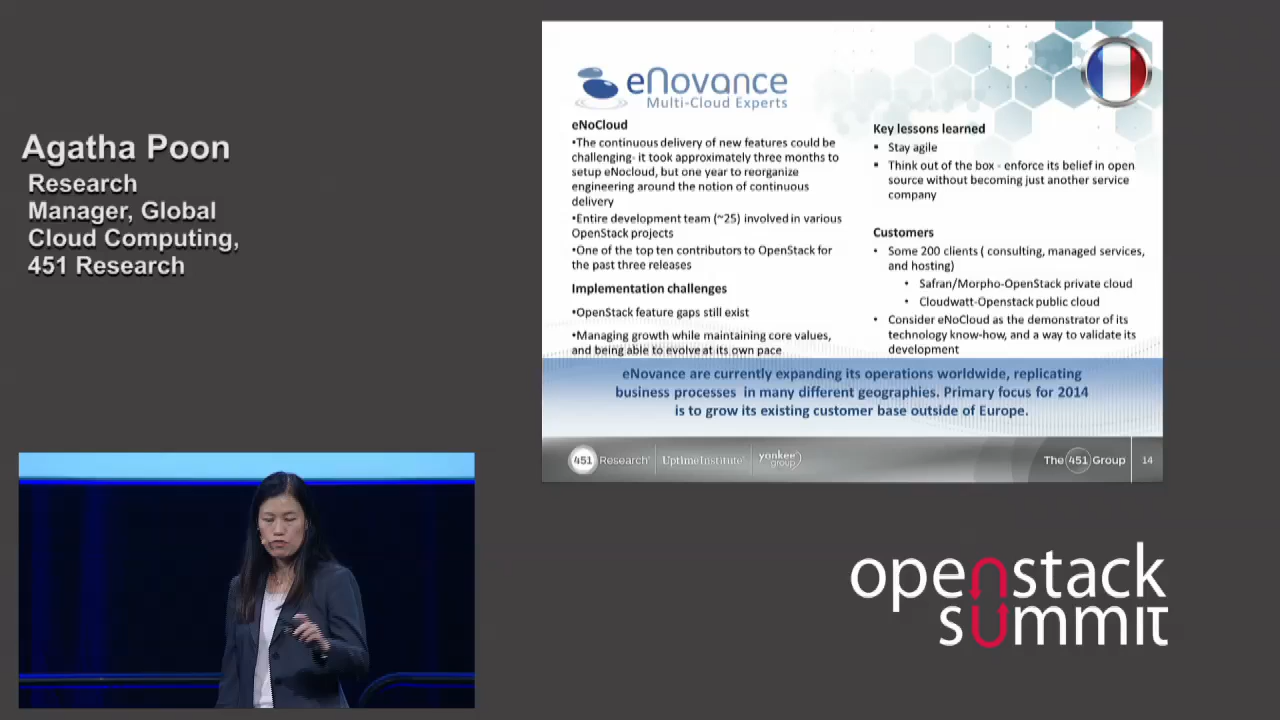 Agatha Poon
Research
Manager, Global
Cloud Computing,
451 Research
eNovance
Multi-Cloud Experts
eNoCloud
•The continuous delivery of new features could be
challenging- it took approximately three months to
setup eNocloud, but one year to reorganize
engineering around the notion of continuous
delivery
•Entire development team (~25) involved in various
OpenStack projects
•One of the top ten contributors to OpenStack for
the past three releases
Implementation challenges
•OpenStack feature gaps still exist
•Managing growth while maintaining core values,
and being able to evolve at its own pace
Key lessons learned
▪ Stay agile
▪ Think out of the box - enforce its belief in open
source without becoming just another service
company
Customers
• Some 200 clients ( consulting, managed services,
and hosting)
• Safran/Morpho-OpenStack private cloud
• Cloudwatt-Openstack public cloud
• Consider eNoCloud as the demonstrator of its
technology know-how, and a way to validate its
development
eNovance are currently expanding its operations worldwide, replicating
business processes in many different geographies. Primary focus for 2014
is to grow its existing customer base outside of Europe.
451 Research
UptimeInstitute
yankee group
The 451 Group
14
openstack
summit